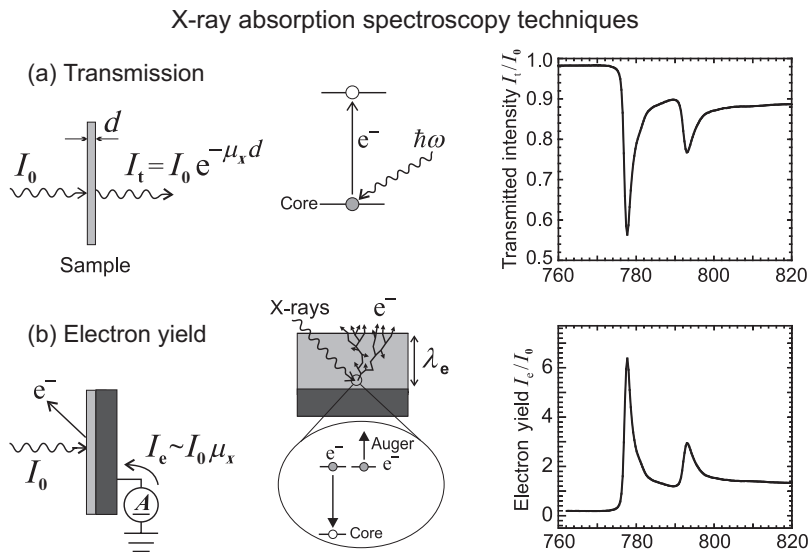 X-ray absorption spectroscopy techniques
(a) Transmission
d
I₀
Iₜ = I₀ e^{−μₓ d}
Sample
e⁻
ħω
Core
Transmitted intensity Iₜ/I₀
1.0
0.9
0.8
0.7
0.6
0.5
760 780 800 820
(b) Electron yield
e⁻
I₀
Iₑ ~ I₀ μₓ
A
X-rays
e⁻
λₑ
Auger
e⁻
e⁻
Core
Electron yield Iₑ/I₀
6
4
2
0
760 780 800 820